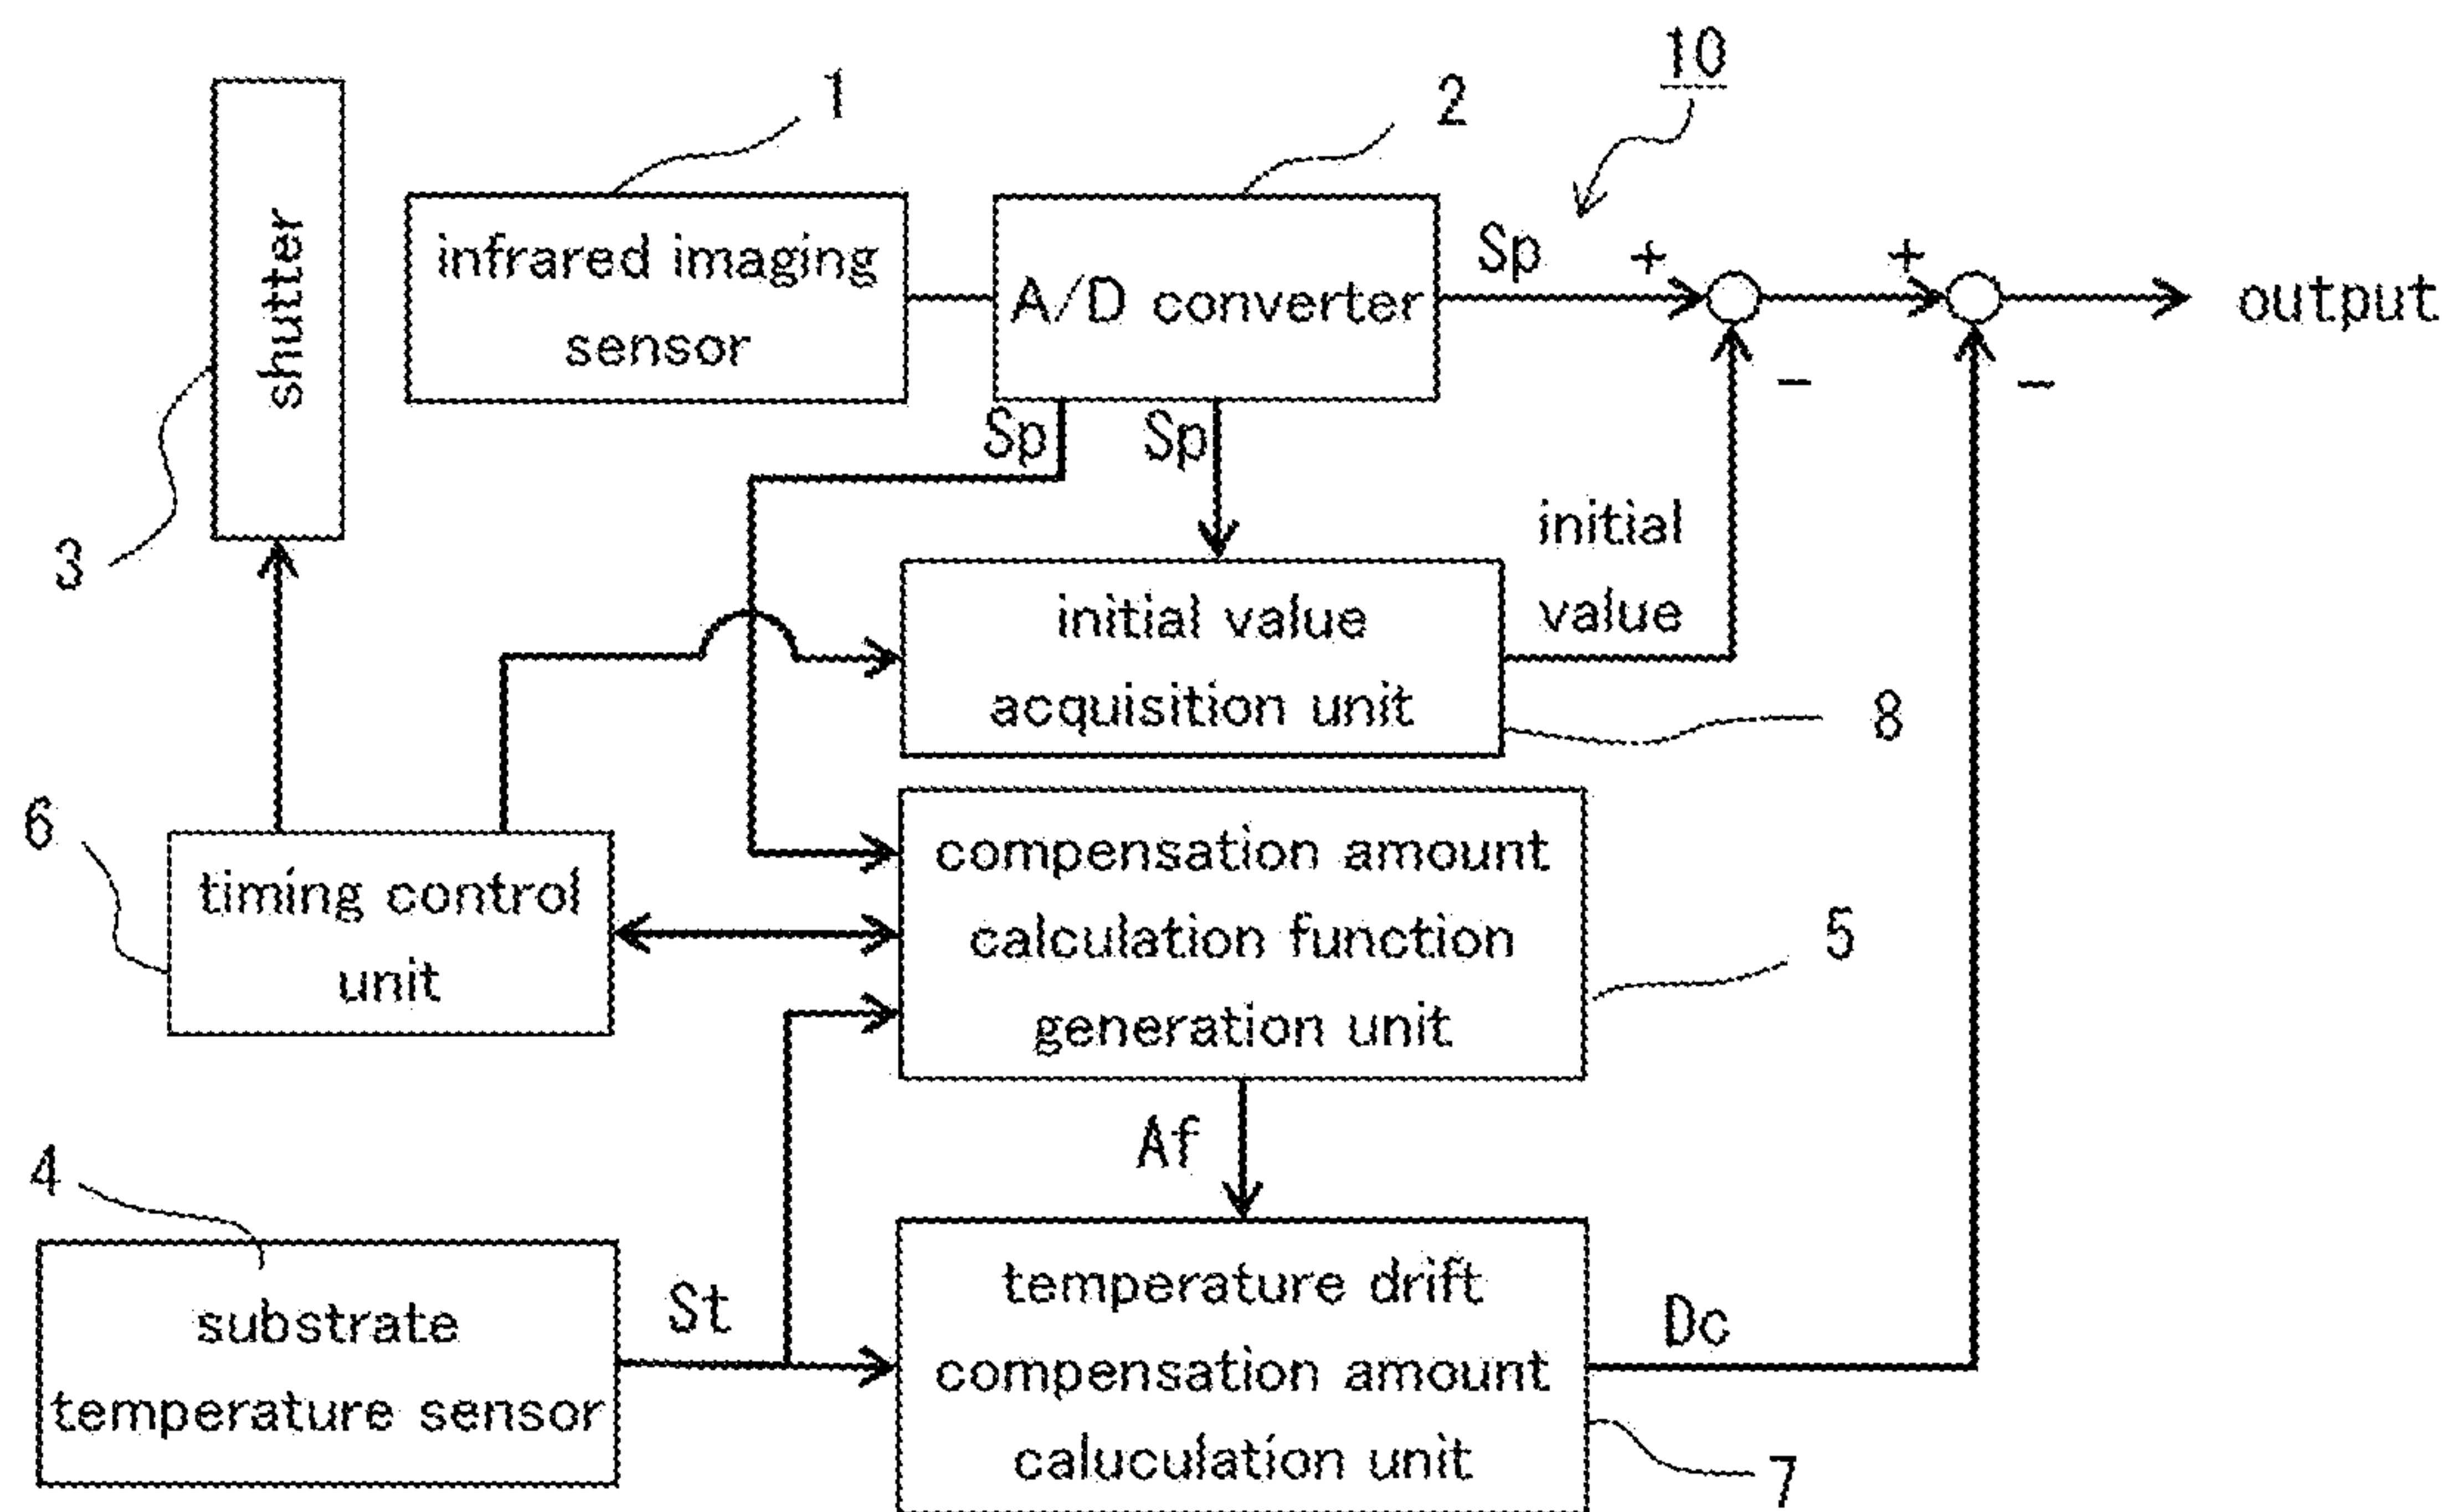 10
1
2
shutter
infrared imaging
sensor
A/D converter
Sp
+
+
output
-
-
Sp
Sp
3
initial
value
initial value
acquisition unit
8
6
timing control
unit
compensation amount
calculation function
generation unit
5
Af
4
substrate
temperature sensor
St
temperature drift
compensation amount
caluculation unit
Dc
7